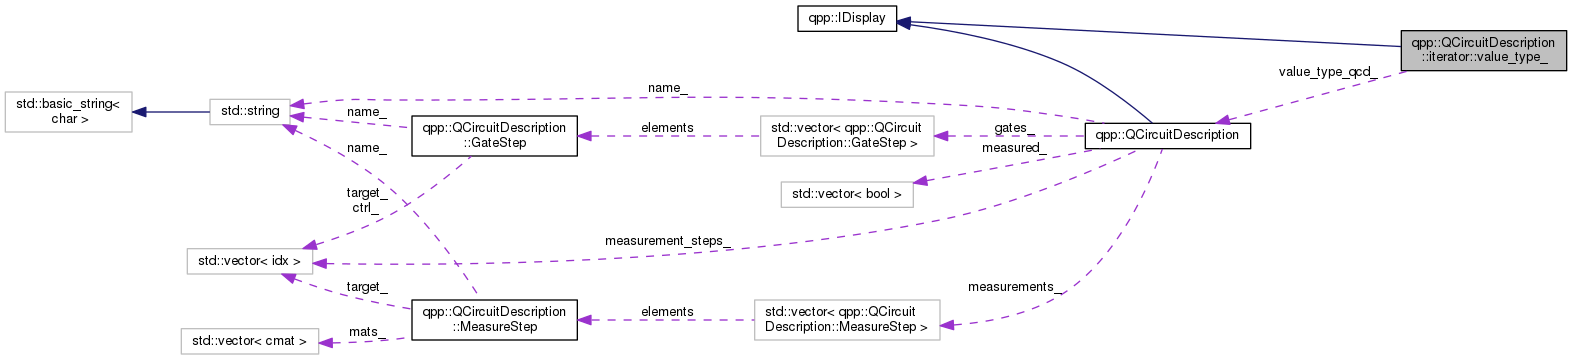 qpp::IDisplay
qpp::QCircuitDescription
::iterator::value_type_
value_type_qcd_
std::basic_string<
char >
std::string
name_
name_
qpp::QCircuitDescription
::GateStep
elements
std::vector< qpp::QCircuit
Description::GateStep >
gates_
qpp::QCircuitDescription
measured_
name_
std::vector< bool >
target_
ctrl_
measurement_steps_
std::vector< idx >
target_
qpp::QCircuitDescription
::MeasureStep
elements
std::vector< qpp::QCircuit
Description::MeasureStep >
measurements_
mats_
std::vector< cmat >